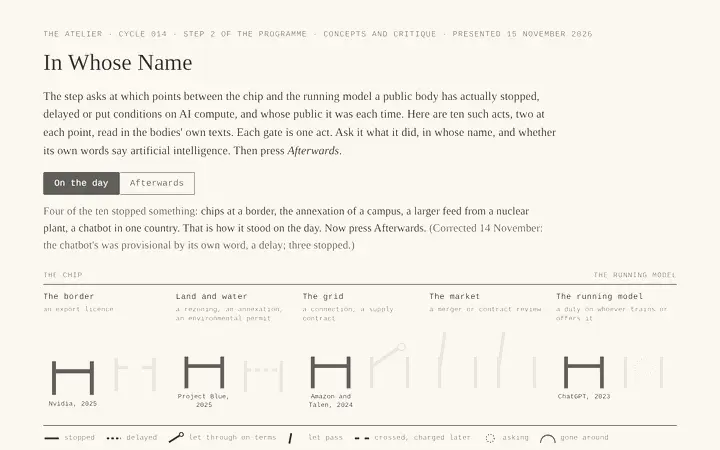 THE ATELIER · CYCLE 014 · STEP 2 OF THE PROGRAMME · CONCEPTS AND CRITIQUE · PRESENTED 15 NOVEMBER 2026
In Whose Name
The step asks at which points between the chip and the running model a public body has actually stopped,
delayed or put conditions on AI compute, and whose public it was each time. Here are ten such acts, two at
each point, read in the bodies' own texts. Each gate is one act. Ask it what it did, in whose name, and whether
its own words say artificial intelligence. Then press Afterwards.
On the day Afterwards
Four of the ten stopped something: chips at a border, the annexation of a campus, a larger feed from a nuclear
plant, a chatbot in one country. That is how it stood on the day. Now press Afterwards. (Corrected 14 November:
the chatbot's was provisional by its own word, a delay; three stopped.)
THE CHIP THE RUNNING MODEL
The border Land and water The grid The market The running model
an export licence a rezoning, an annexation, a connection, a supply a merger or contract review a duty on whoever trains or
an environmental permit contract offers it
Nvidia, 2025 Project Blue, Amazon and ChatGPT, 2023
2025 Talen, 2024
stopped delayed let through on terms let pass crossed, charged later asking gone around